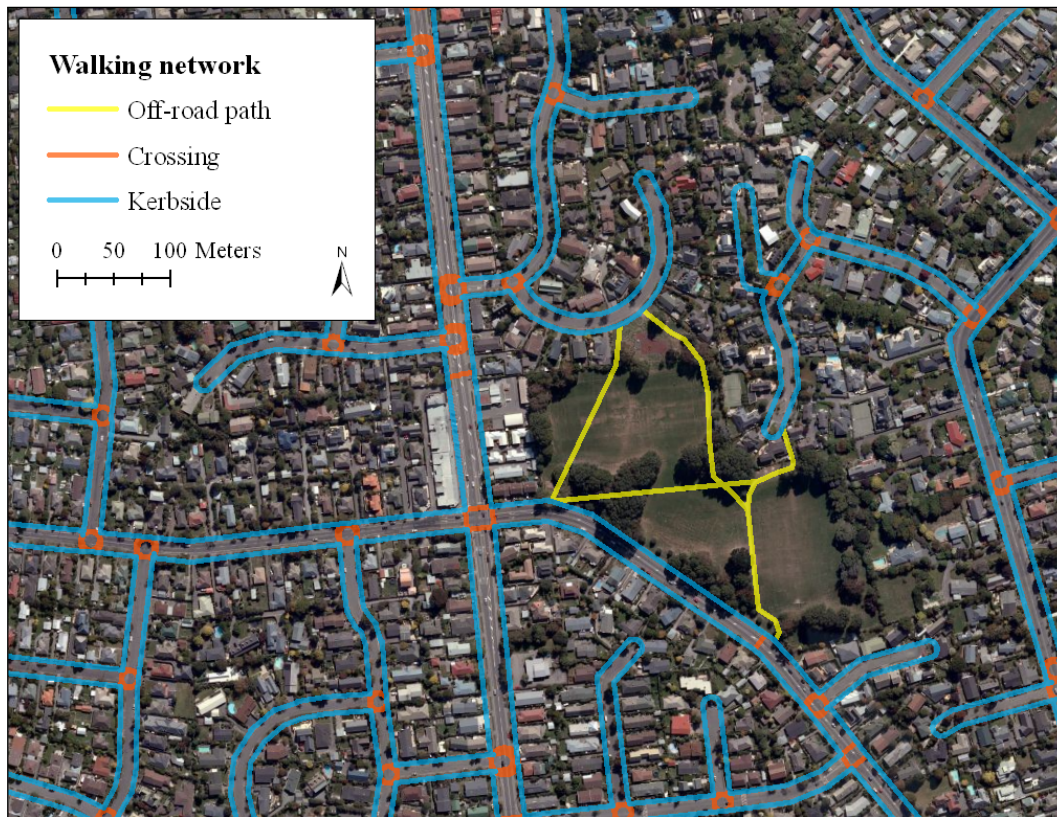 Walking network
Off-road path
Crossing
Kerbside
0 50 100 Meters
N